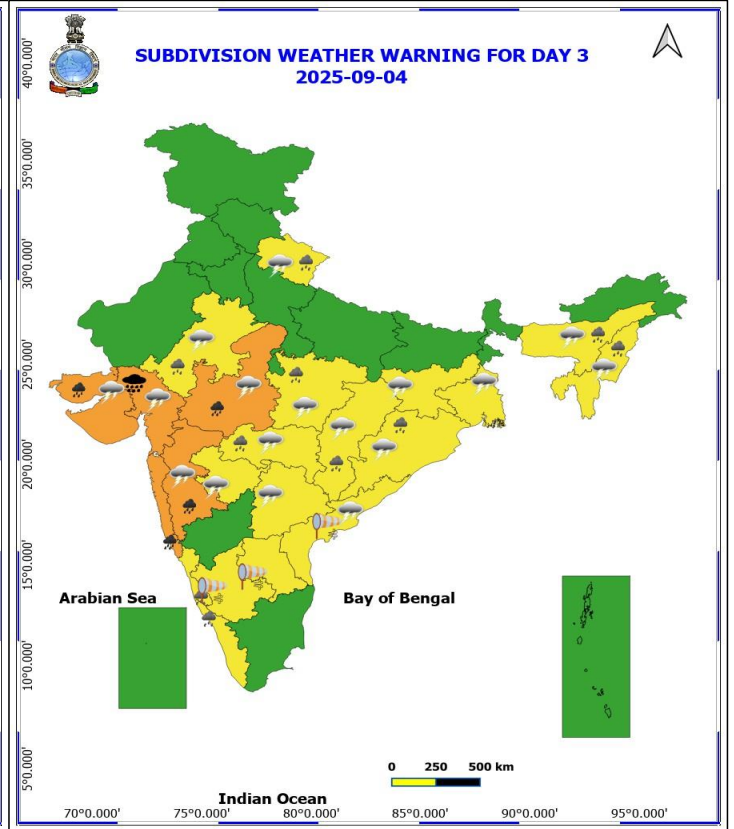 SUBDIVISION WEATHER WARNING FOR DAY 3
2025-09-04
40°0.000'
35°0.000'
30°0.000'
25°0.000'
20°0.000'
15°0.000'
10°0.000'
5°0.000'
Arabian Sea
Bay of Bengal
0 250 500 km
Indian Ocean
70°0.000' 75°0.000' 80°0.000' 85°0.000' 90°0.000' 95°0.000'